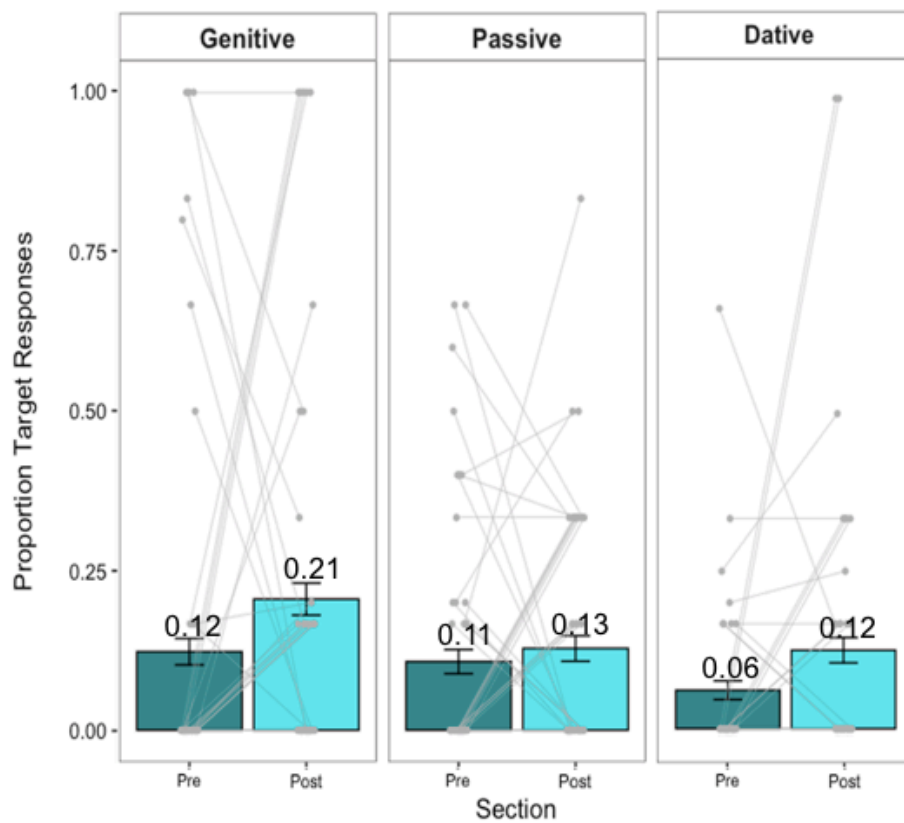 Genitive Passive Dative
1.00
0.75
0.50
0.25
0.00
Proportion Target Responses
0.12 0.21 0.11 0.13 0.06 0.12
Pre Post Pre Post Pre Post
Section